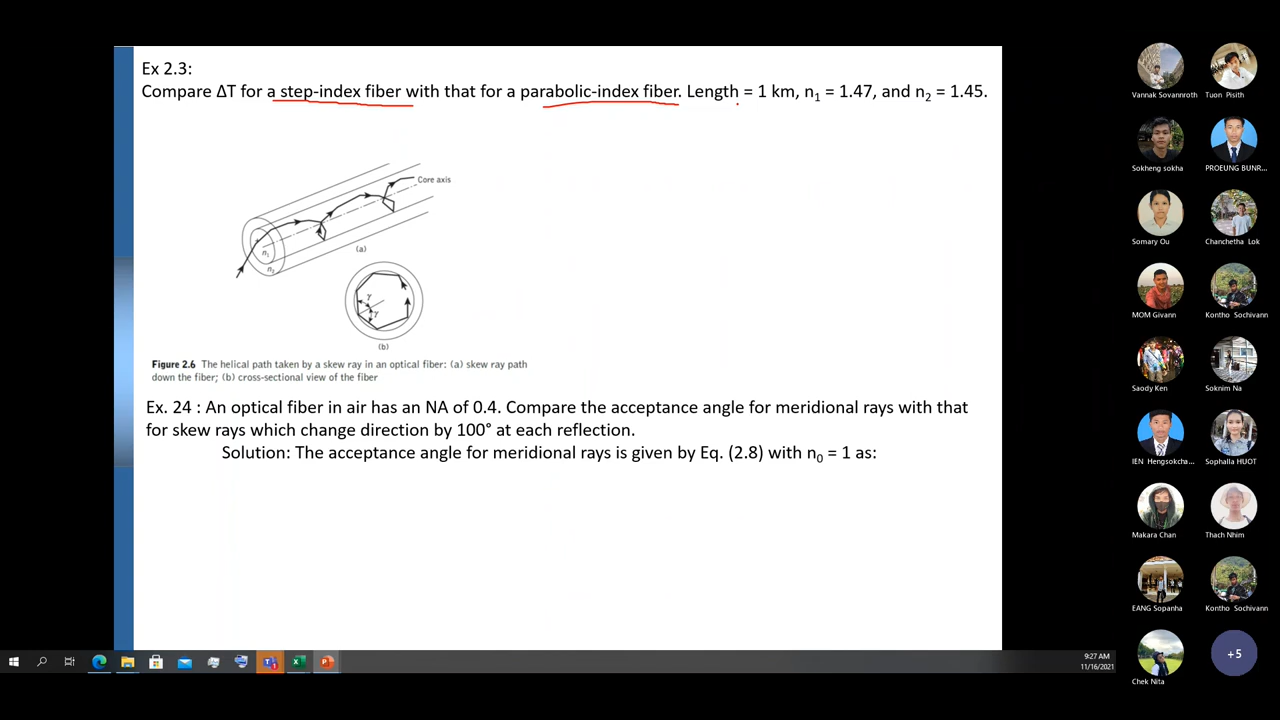 Ex 2.3:
Compare ΔT for a step-index fiber with that for a parabolic-index fiber. Length = 1 km, n₁ = 1.47, and n₂ = 1.45.
Core axis
n₁
n₂
(a)
γ
γ
(b)
Figure 2.6 The helical path taken by a skew ray in an optical fiber: (a) skew ray path
down the fiber; (b) cross-sectional view of the fiber
Ex. 24 : An optical fiber in air has an NA of 0.4. Compare the acceptance angle for meridional rays with that
for skew rays which change direction by 100° at each reflection.
Solution: The acceptance angle for meridional rays is given by Eq. (2.8) with n₀ = 1 as:
Vannak Sovannroth
Tuon Pisith
Sokheng sokha
PROEUNG BUNR...
Somary Ou
Chanchetha Lok
MOM Givann
Kontho Sochivann
Saody Ken
Soknim Na
IEN Hengsokcha...
Sophalla HUOT
Makara Chan
Thach Nhim
EANG Sopanha
Kontho Sochivann
Chek Nita
+5
9:27 AM
11/16/2021